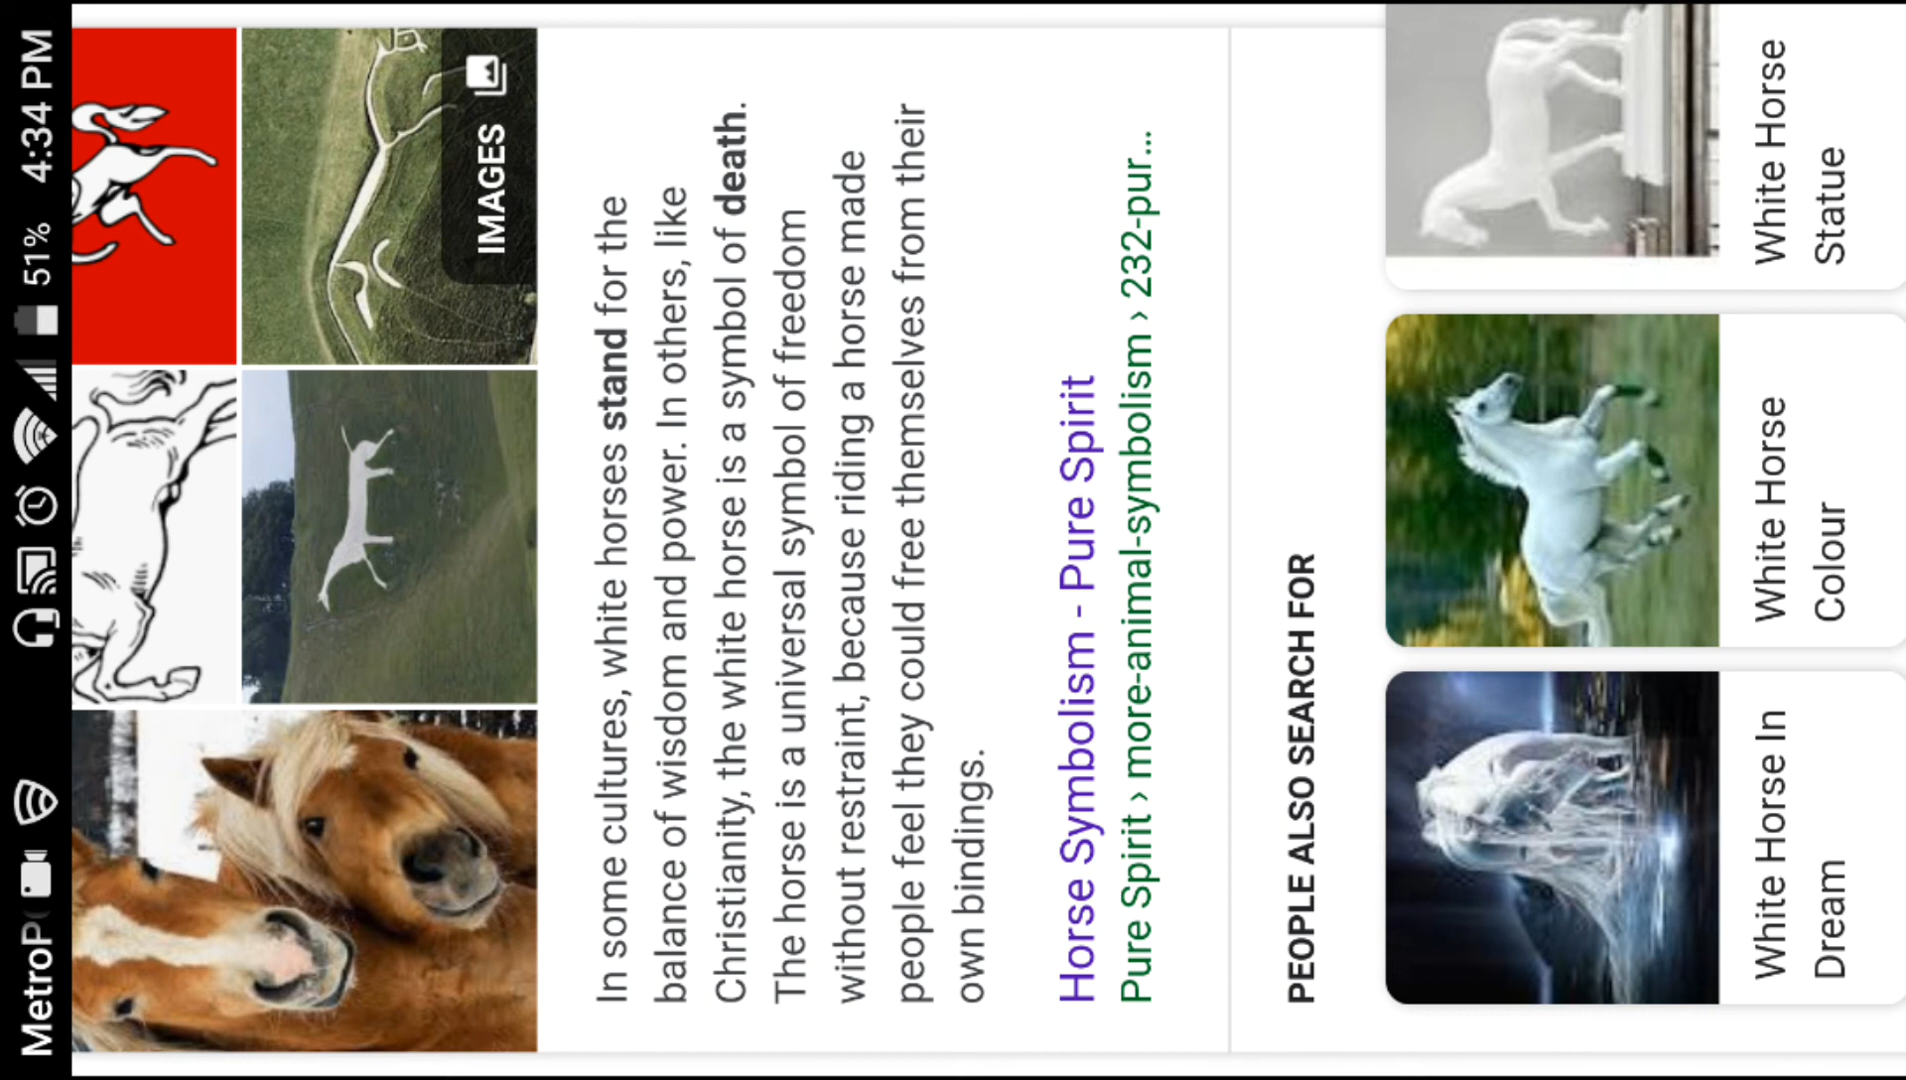 MetroP 51% 4:34 PM
IMAGES
In some cultures, white horses stand for the
balance of wisdom and power. In others, like
Christianity, the white horse is a symbol of death.
The horse is a universal symbol of freedom
without restraint, because riding a horse made
people feel they could free themselves from their
own bindings.
Horse Symbolism - Pure Spirit
Pure Spirit › more-animal-symbolism › 232-pur...
PEOPLE ALSO SEARCH FOR
White Horse In
Dream
White Horse
Colour
White Horse
Statue